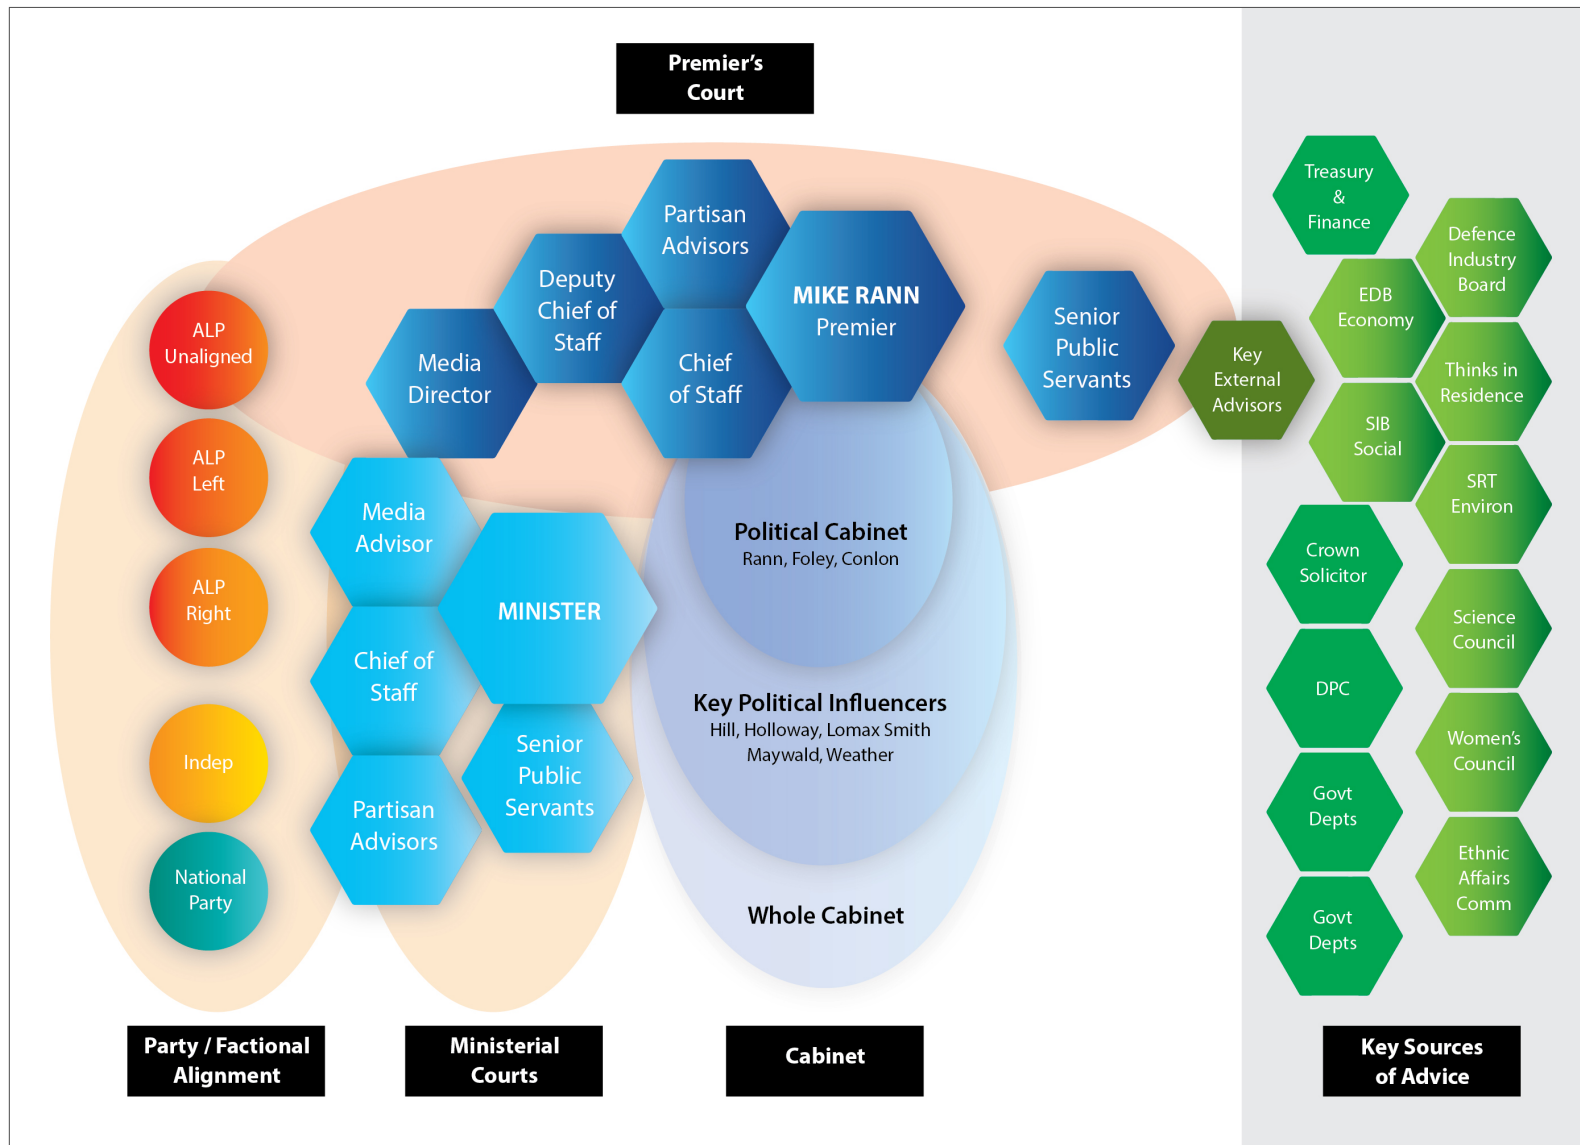 Premier’s
Court
Partisan
Advisors
MIKE RANN
Premier
Deputy
Chief of
Staff
Media
Director
Chief
of Staff
Senior
Public
Servants
Key
External
Advisors
ALP
Unaligned
ALP
Left
ALP
Right
Indep
National
Party
Media
Advisor
MINISTER
Chief of
Staff
Senior
Public
Servants
Partisan
Advisors
Political Cabinet
Rann, Foley, Conlon
Key Political Influencers
Hill, Holloway, Lomax Smith
Maywald, Weather
Whole Cabinet
Treasury
&
Finance
Defence
Industry
Board
EDB
Economy
Thinks in
Residence
SIB
Social
SRT
Environ
Crown
Solicitor
Science
Council
DPC
Women’s
Council
Govt
Depts
Ethnic
Affairs
Comm
Govt
Depts
Party / Factional
Alignment
Ministerial
Courts
Cabinet
Key Sources
of Advice